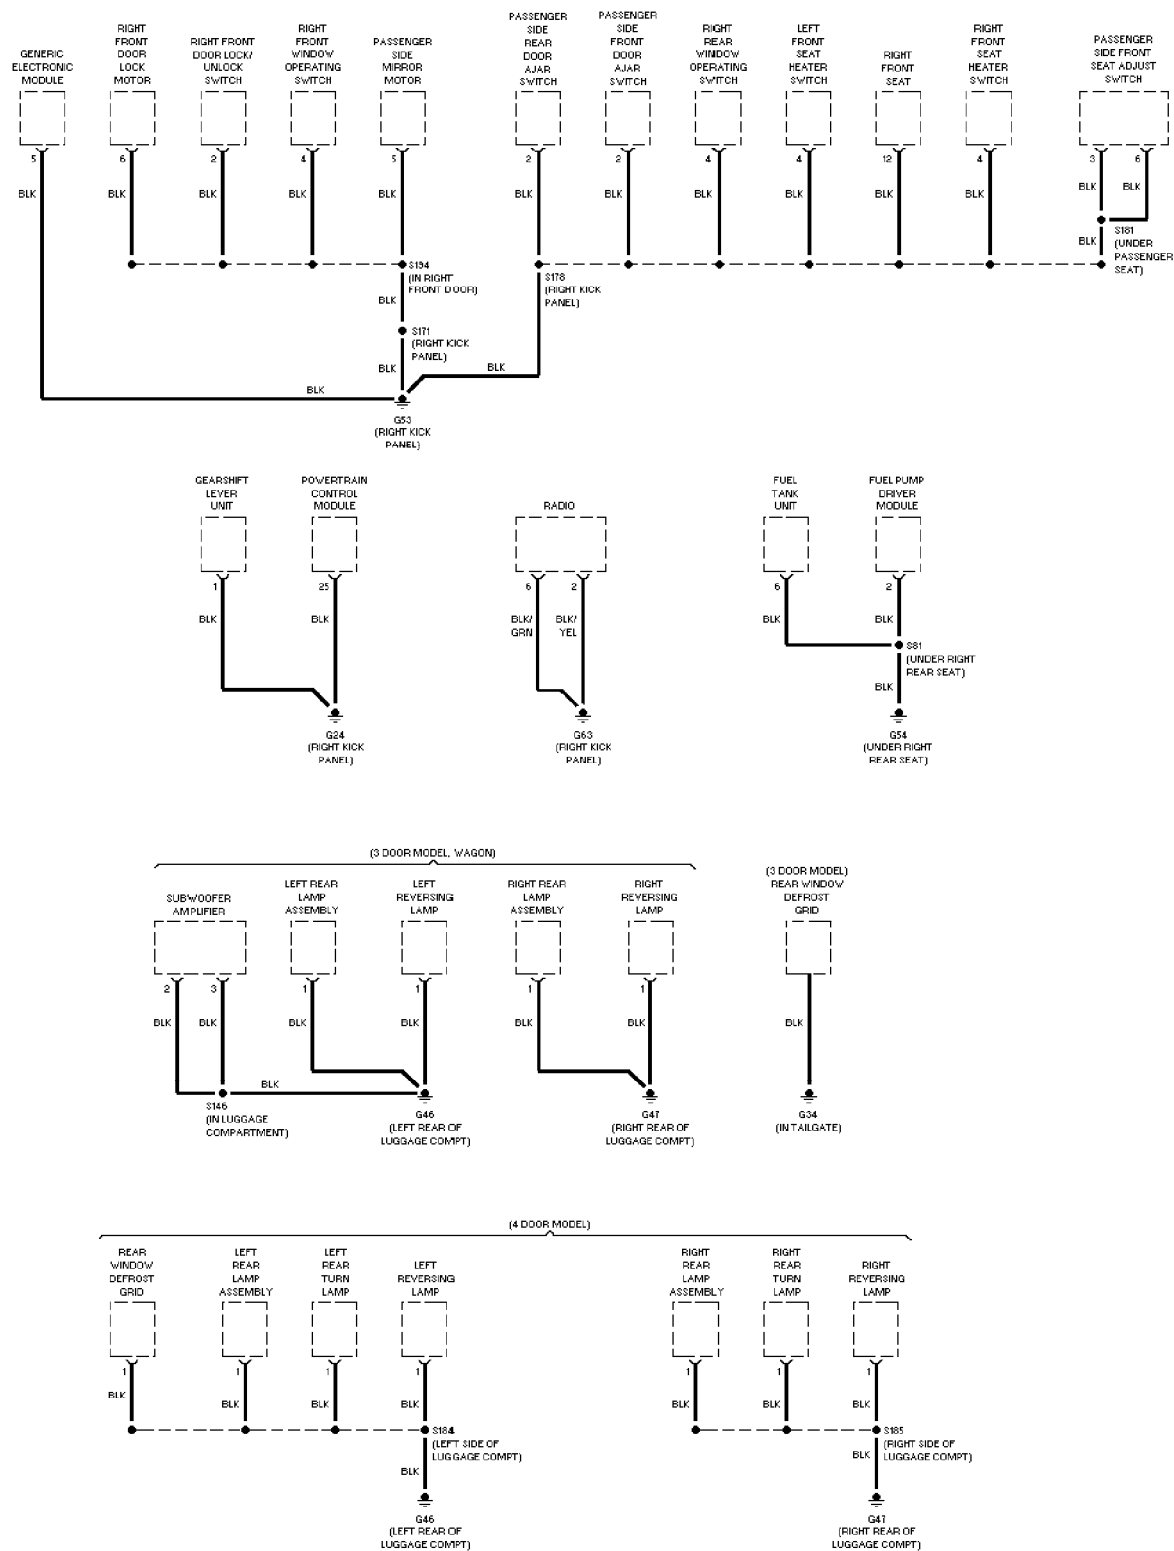 GENERIC
ELECTRONIC
MODULE
RIGHT
FRONT
DOOR
LOCK
MOTOR
RIGHT FRONT
DOOR LOCK/
UNLOCK
SWITCH
RIGHT
FRONT
WINDOW
OPERATING
SWITCH
PASSENGER
SIDE
MIRROR
MOTOR
PASSENGER
SIDE
REAR
DOOR
AJAR
SWITCH
PASSENGER
SIDE
FRONT
DOOR
AJAR
SWITCH
RIGHT
REAR
WINDOW
OPERATING
SWITCH
LEFT
FRONT
SEAT
HEATER
SWITCH
RIGHT
FRONT
SEAT
RIGHT
FRONT
SEAT
HEATER
SWITCH
PASSENGER
SIDE FRONT
SEAT ADJUST
SWITCH
5 6 2 4 5 2 2 4 4 12 4 3 6
BLK BLK BLK BLK BLK BLK BLK BLK BLK BLK BLK BLK BLK
S181
(UNDER
PASSENGER
SEAT)
BLK
S194
(IN RIGHT
FRONT DOOR)
S178
(RIGHT KICK
PANEL)
BLK
S171
(RIGHT KICK
PANEL)
BLK
BLK
BLK
G53
(RIGHT KICK
PANEL)
GEARSHIFT
LEVER
UNIT
POWERTRAIN
CONTROL
MODULE
RADIO
FUEL
TANK
UNIT
FUEL PUMP
DRIVER
MODULE
1 25 6 2 6 2
BLK BLK
BLK/
GRN
BLK/
YEL
BLK BLK
S81
(UNDER RIGHT
REAR SEAT)
BLK
G24
(RIGHT KICK
PANEL)
G63
(RIGHT KICK
PANEL)
G54
(UNDER RIGHT
REAR SEAT)
(3 DOOR MODEL, WAGON)
SUBWOOFER
AMPLIFIER
LEFT REAR
LAMP
ASSEMBLY
LEFT
REVERSING
LAMP
RIGHT REAR
LAMP
ASSEMBLY
RIGHT
REVERSING
LAMP
(3 DOOR MODEL)
REAR WINDOW
DEFROST
GRID
2 3 1 1 1 1
BLK BLK BLK BLK BLK BLK BLK
BLK
S146
(IN LUGGAGE
COMPARTMENT)
G46
(LEFT REAR OF
LUGGAGE COMPT)
G47
(RIGHT REAR OF
LUGGAGE COMPT)
G34
(IN TAILGATE)
(4 DOOR MODEL)
REAR
WINDOW
DEFROST
GRID
LEFT
REAR
LAMP
ASSEMBLY
LEFT
REAR
TURN
LAMP
LEFT
REVERSING
LAMP
RIGHT
REAR
LAMP
ASSEMBLY
RIGHT
REAR
TURN
LAMP
RIGHT
REVERSING
LAMP
1 1 1 1 1 1 1
BLK BLK BLK BLK BLK BLK BLK
S184
(LEFT SIDE OF
LUGGAGE COMPT)
S185
(RIGHT SIDE OF
LUGGAGE COMPT)
BLK BLK
G46
(LEFT REAR OF
LUGGAGE COMPT)
G47
(RIGHT REAR OF
LUGGAGE COMPT)